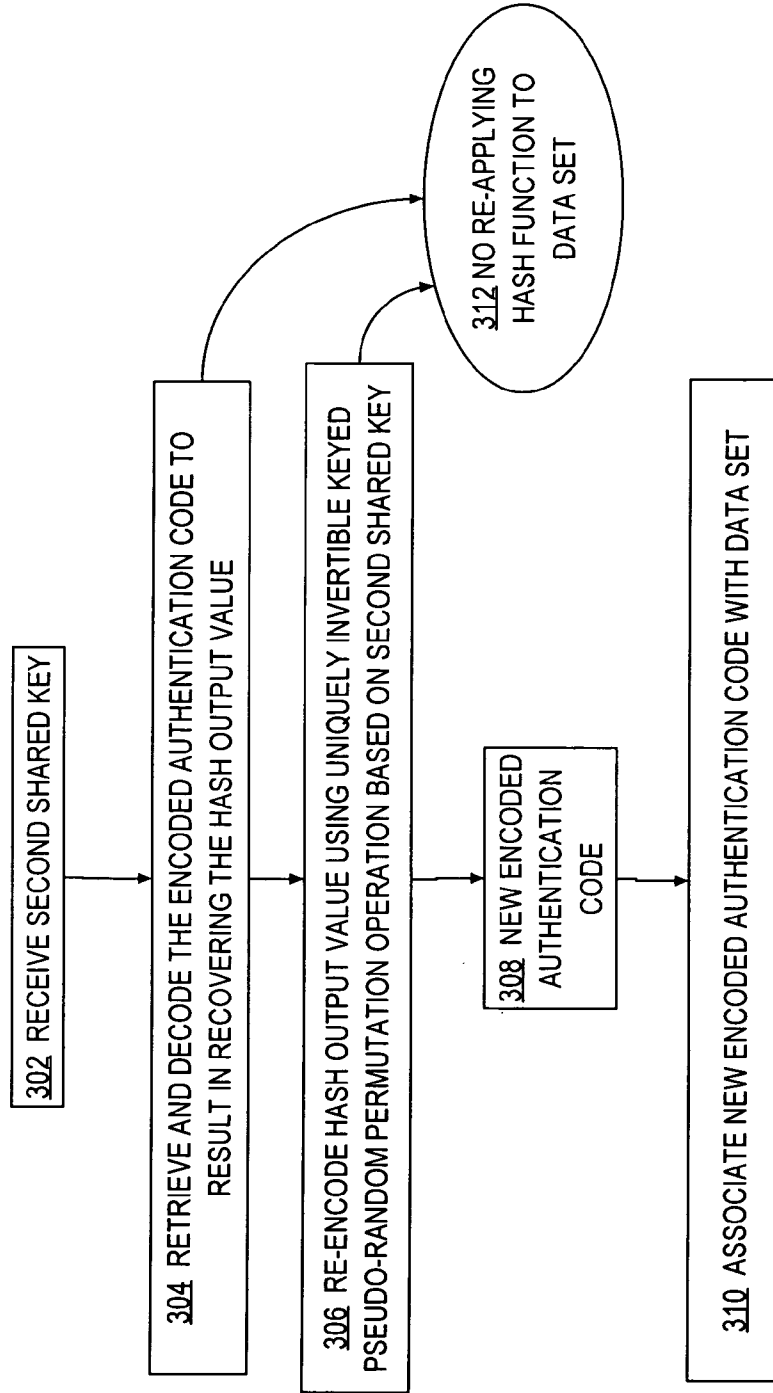 302 RECEIVE SECOND SHARED KEY
304 RETRIEVE AND DECODE THE ENCODED AUTHENTICATION CODE TO
RESULT IN RECOVERING THE HASH OUTPUT VALUE
306 RE-ENCODE HASH OUTPUT VALUE USING UNIQUELY INVERTIBLE KEYED
PSEUDO-RANDOM PERMUTATION OPERATION BASED ON SECOND SHARED KEY
312 NO RE-APPLYING
HASH FUNCTION TO
DATA SET
308 NEW ENCODED
AUTHENTICATION
CODE
310 ASSOCIATE NEW ENCODED AUTHENTICATION CODE WITH DATA SET